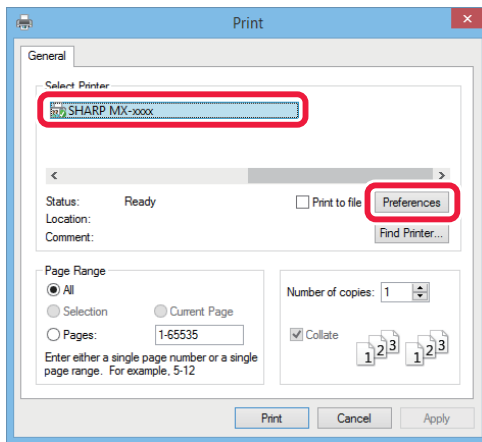 Print
General
Select Printer
SHARP MX-xxxx
Status: Ready
Print to file
Preferences
Location:
Comment:
Find Printer...
Page Range
All
Selection
Current Page
Pages: 1-65535
Enter either a single page number or a single
page range. For example, 5-12
Number of copies: 1
Collate
1 2 3
1 2 3
Print
Cancel
Apply